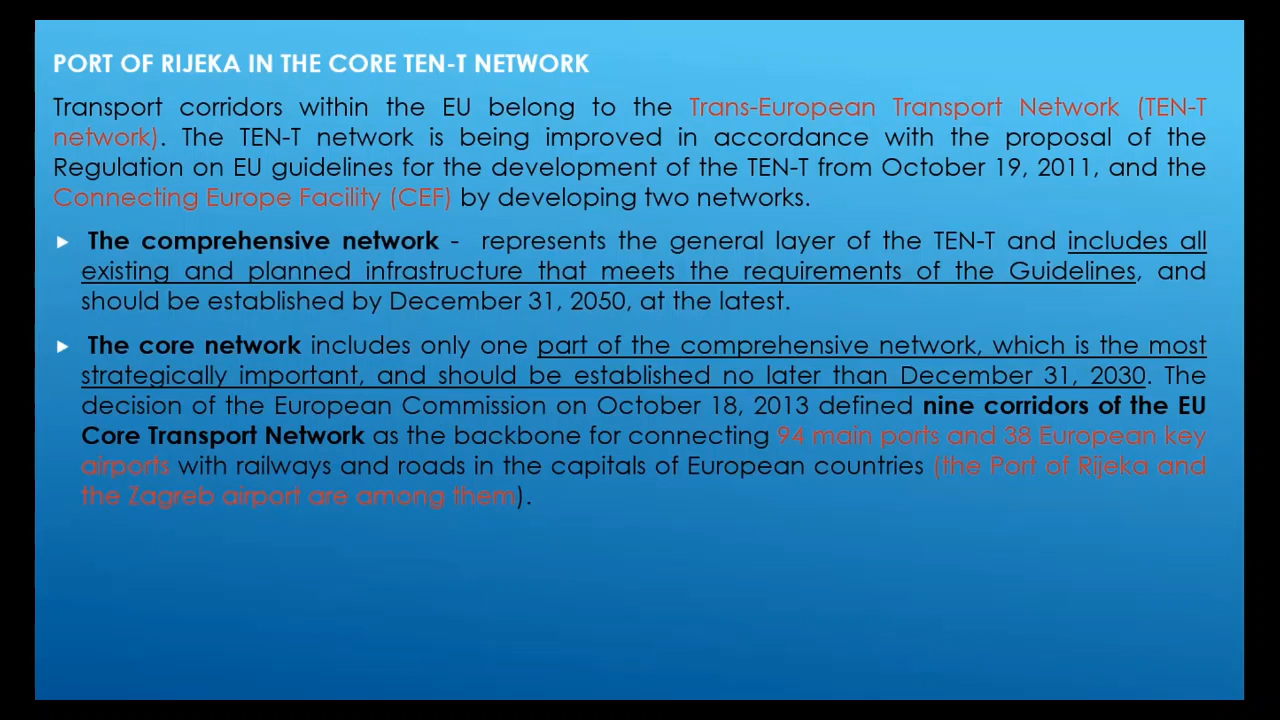 PORT OF RIJEKA IN THE CORE TEN-T NETWORK
Transport corridors within the EU belong to the Trans-European Transport Network (TEN-T
network). The TEN-T network is being improved in accordance with the proposal of the
Regulation on EU guidelines for the development of the TEN-T from October 19, 2011, and the
Connecting Europe Facility (CEF) by developing two networks.
The comprehensive network - represents the general layer of the TEN-T and includes all
existing and planned infrastructure that meets the requirements of the Guidelines, and
should be established by December 31, 2050, at the latest.
The core network includes only one part of the comprehensive network, which is the most
strategically important, and should be established no later than December 31, 2030. The
decision of the European Commission on October 18, 2013 defined nine corridors of the EU
Core Transport Network as the backbone for connecting 94 main ports and 38 European key
airports with railways and roads in the capitals of European countries (the Port of Rijeka and
the Zagreb airport are among them).